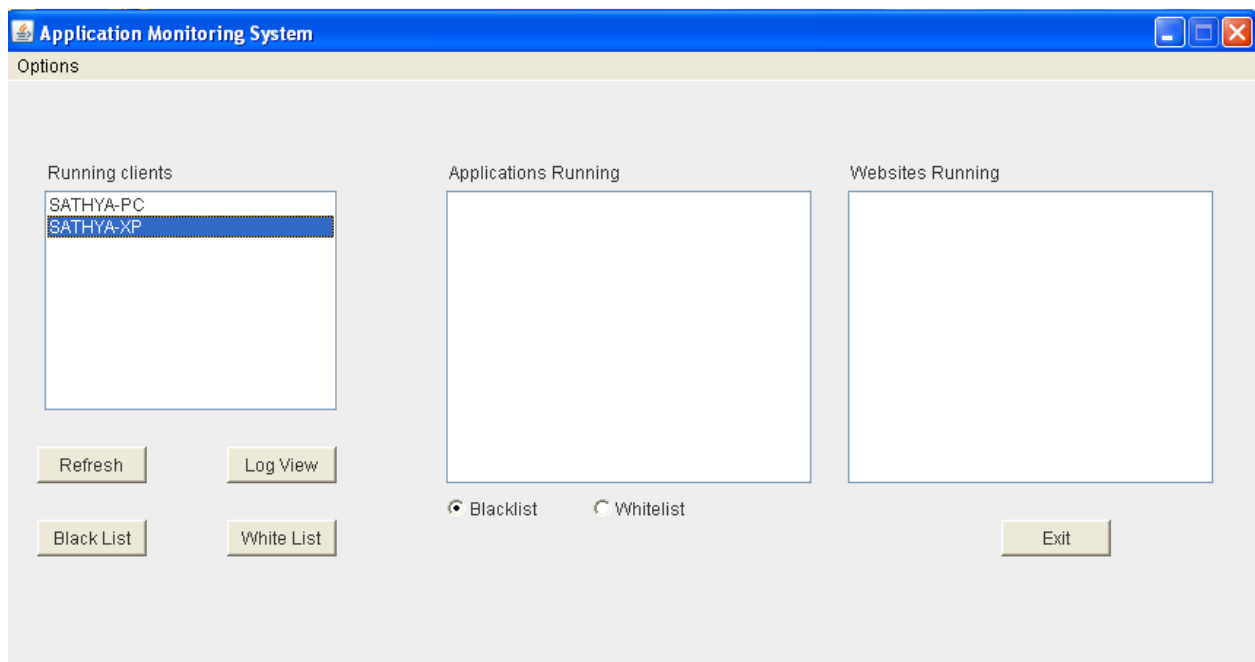 Application Monitoring System
Options
Running clients
SATHYA-PC
SATHYA-XP
Applications Running
Websites Running
Refresh
Log View
Black List
White List
Blacklist
Whitelist
Exit